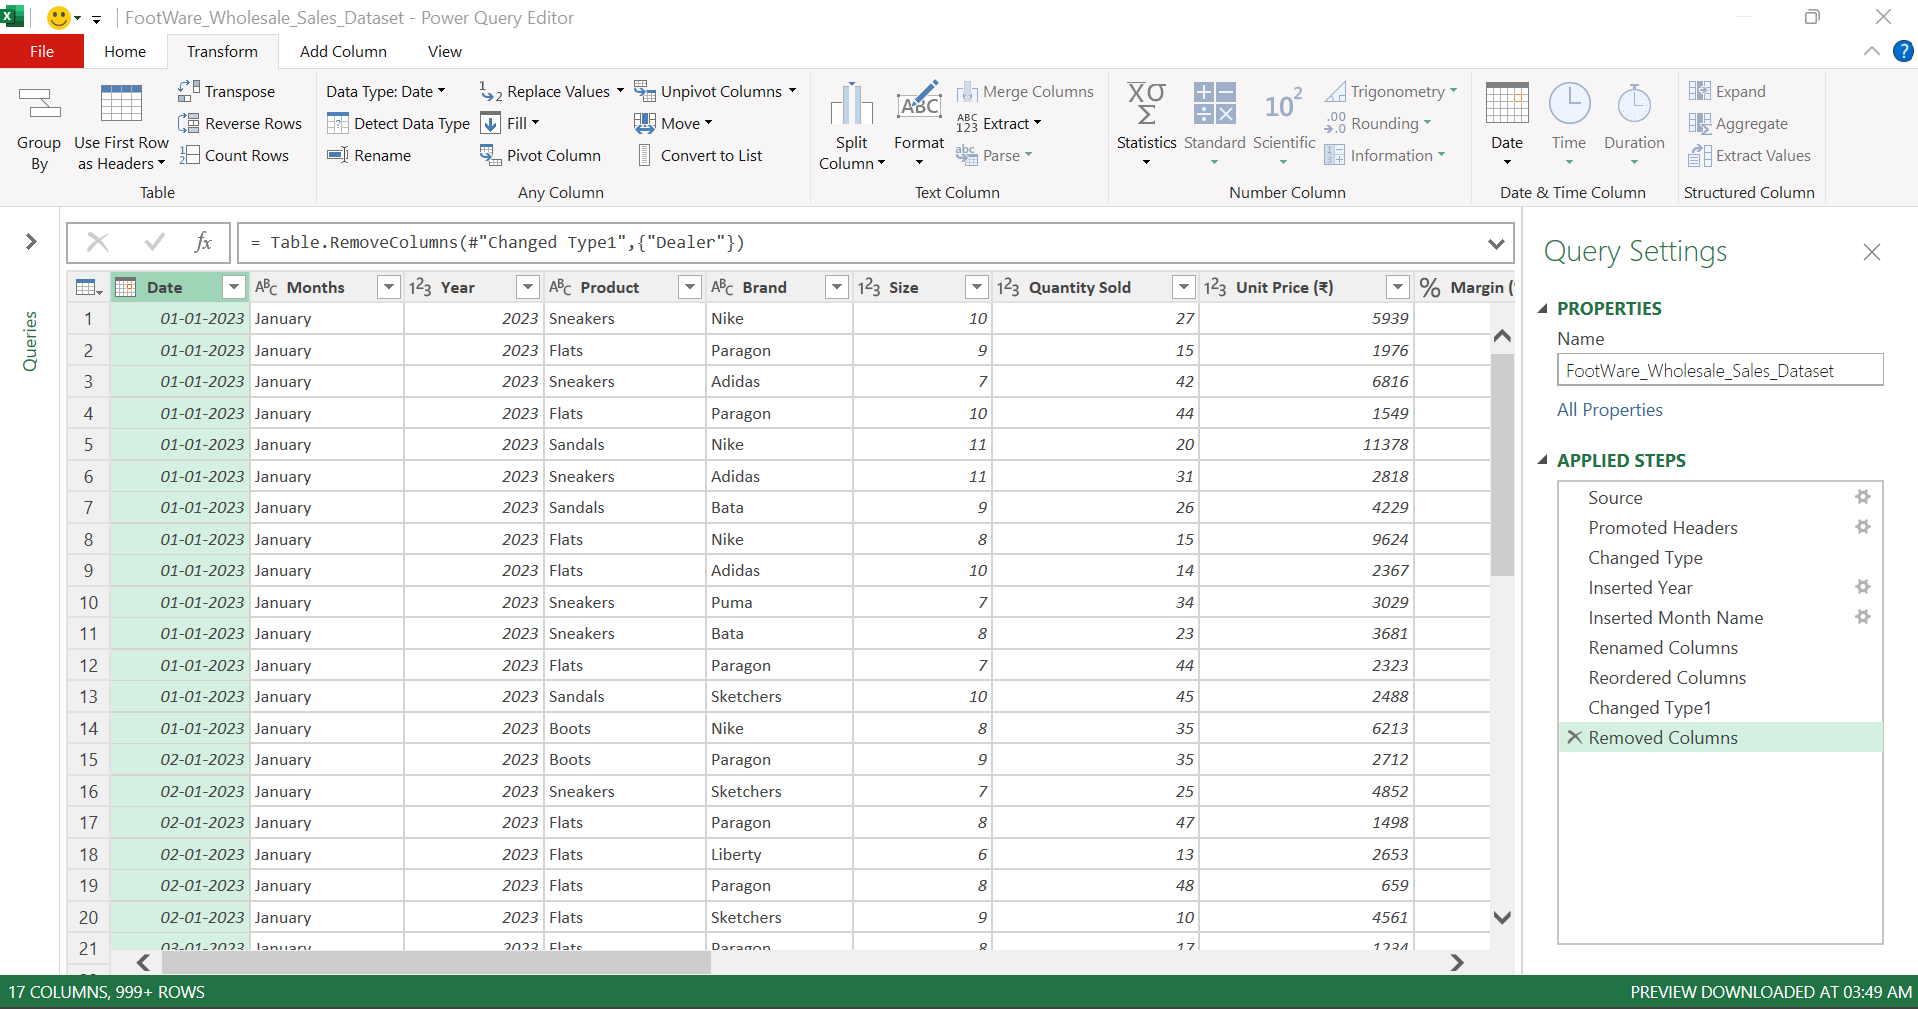 FootWare_Wholesale_Sales_Dataset - Power Query Editor
File Home Transform Add Column View
Group By
Use First Row as Headers
Transpose
Reverse Rows
Count Rows
Table
Data Type: Date
Detect Data Type
Rename
Replace Values
Fill
Pivot Column
Unpivot Columns
Move
Convert to List
Any Column
Split Column
Format
Merge Columns
Extract
Parse
Text Column
Statistics
Standard
Scientific
Trigonometry
Rounding
Information
Number Column
Date
Time
Duration
Date & Time Column
Expand
Aggregate
Extract Values
Structured Column
Queries
fx = Table.RemoveColumns(#"Changed Type1",{"Dealer"})
Date Months Year Product Brand Size Quantity Sold Unit Price (₹) Margin (
1 01-01-2023 January 2023 Sneakers Nike 10 27 5939
2 01-01-2023 January 2023 Flats Paragon 9 15 1976
3 01-01-2023 January 2023 Sneakers Adidas 7 42 6816
4 01-01-2023 January 2023 Flats Paragon 10 44 1549
5 01-01-2023 January 2023 Sandals Nike 11 20 11378
6 01-01-2023 January 2023 Sneakers Adidas 11 31 2818
7 01-01-2023 January 2023 Sandals Bata 9 26 4229
8 01-01-2023 January 2023 Flats Nike 8 15 9624
9 01-01-2023 January 2023 Flats Adidas 10 14 2367
10 01-01-2023 January 2023 Sneakers Puma 7 34 3029
11 01-01-2023 January 2023 Sneakers Bata 8 23 3681
12 01-01-2023 January 2023 Flats Paragon 7 44 2323
13 01-01-2023 January 2023 Sandals Sketchers 10 45 2488
14 01-01-2023 January 2023 Boots Nike 8 35 6213
15 02-01-2023 January 2023 Boots Paragon 9 35 2712
16 02-01-2023 January 2023 Sneakers Sketchers 7 25 4852
17 02-01-2023 January 2023 Flats Paragon 8 47 1498
18 02-01-2023 January 2023 Flats Liberty 6 13 2653
19 02-01-2023 January 2023 Flats Paragon 8 48 659
20 02-01-2023 January 2023 Flats Sketchers 9 10 4561
21 03-01-2023 January 2023 Flats Paragon 8 17 1234
Query Settings
PROPERTIES
Name
FootWare_Wholesale_Sales_Dataset
All Properties
APPLIED STEPS
Source
Promoted Headers
Changed Type
Inserted Year
Inserted Month Name
Renamed Columns
Reordered Columns
Changed Type1
Removed Columns
17 COLUMNS, 999+ ROWS
PREVIEW DOWNLOADED AT 03:49 AM